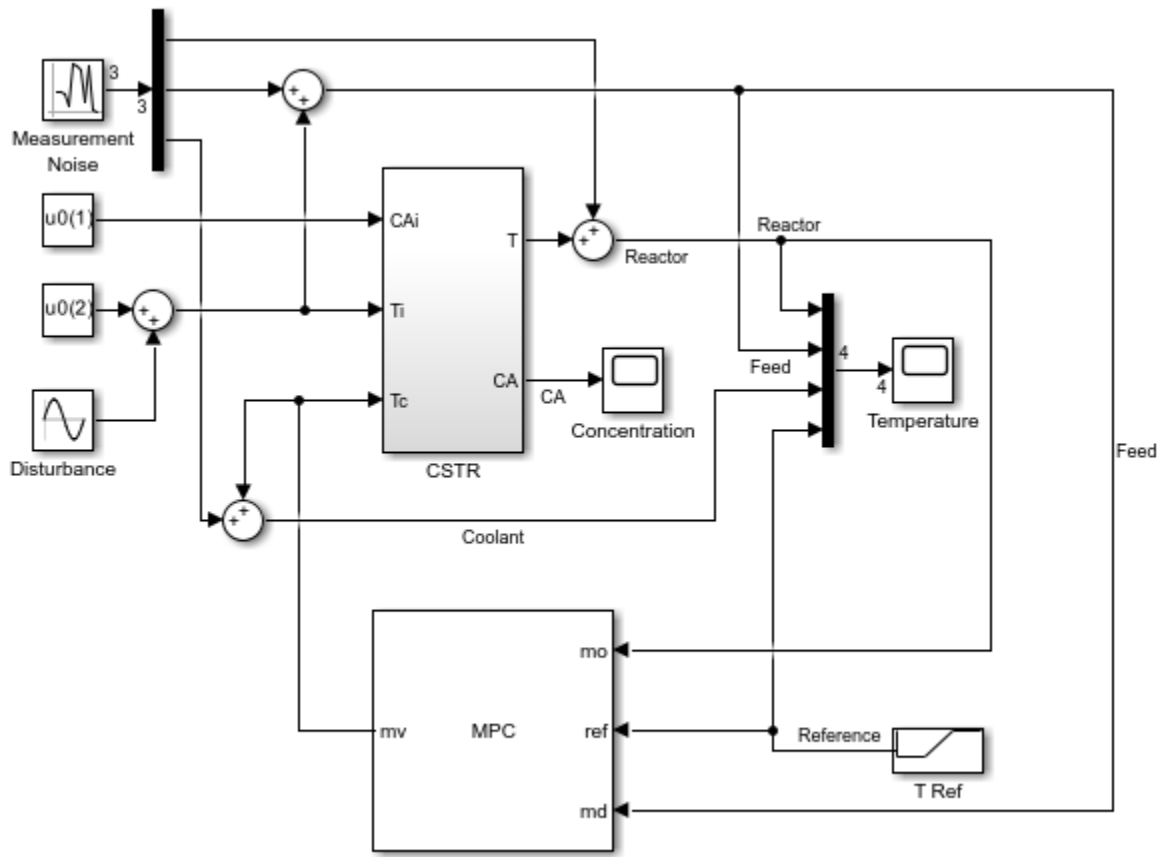 3
3
Measurement
Noise
+
+
u0(1)
CAi
T
+
+
Reactor
Reactor
u0(2)
+
+
Ti
4
4
Feed
Temperature
CA
CA
Concentration
Tc
Disturbance
CSTR
Feed
+
+
Coolant
mo
mv
MPC
ref
Reference
T Ref
md